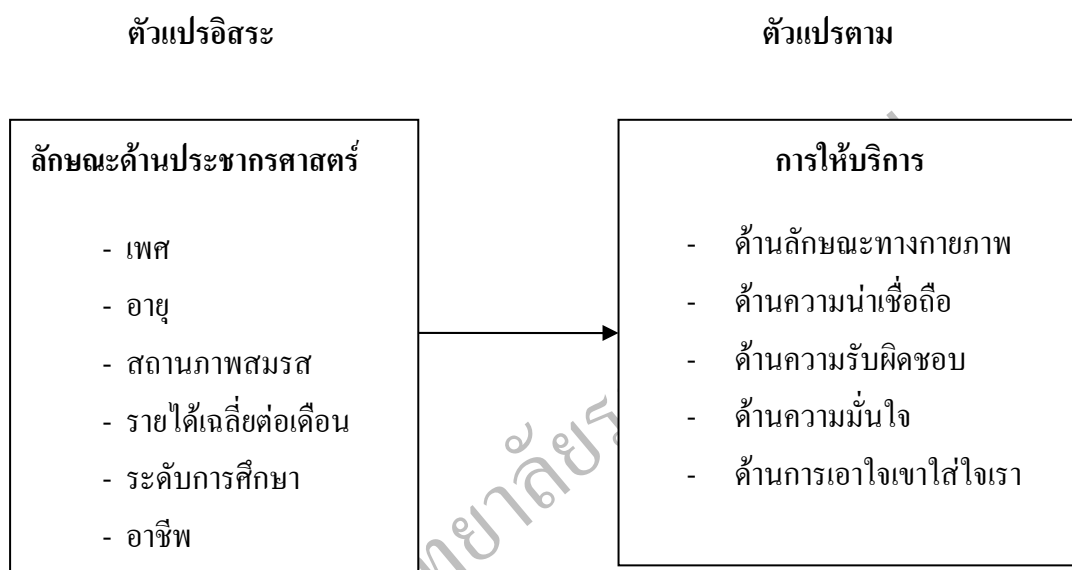 ตัวแปรอิสระ
ตัวแปรตาม
ลักษณะด้านประชากรศาสตร์
- เพศ
- อายุ
- สถานภาพสมรส
- รายได้เฉลี่ยต่อเดือน
- ระดับการศึกษา
- อาชีพ
การให้บริการ
- ด้านลักษณะทางกายภาพ
- ด้านความน่าเชื่อถือ
- ด้านความรับผิดชอบ
- ด้านความมั่นใจ
- ด้านการเอาใจเขาใส่ใจเรา